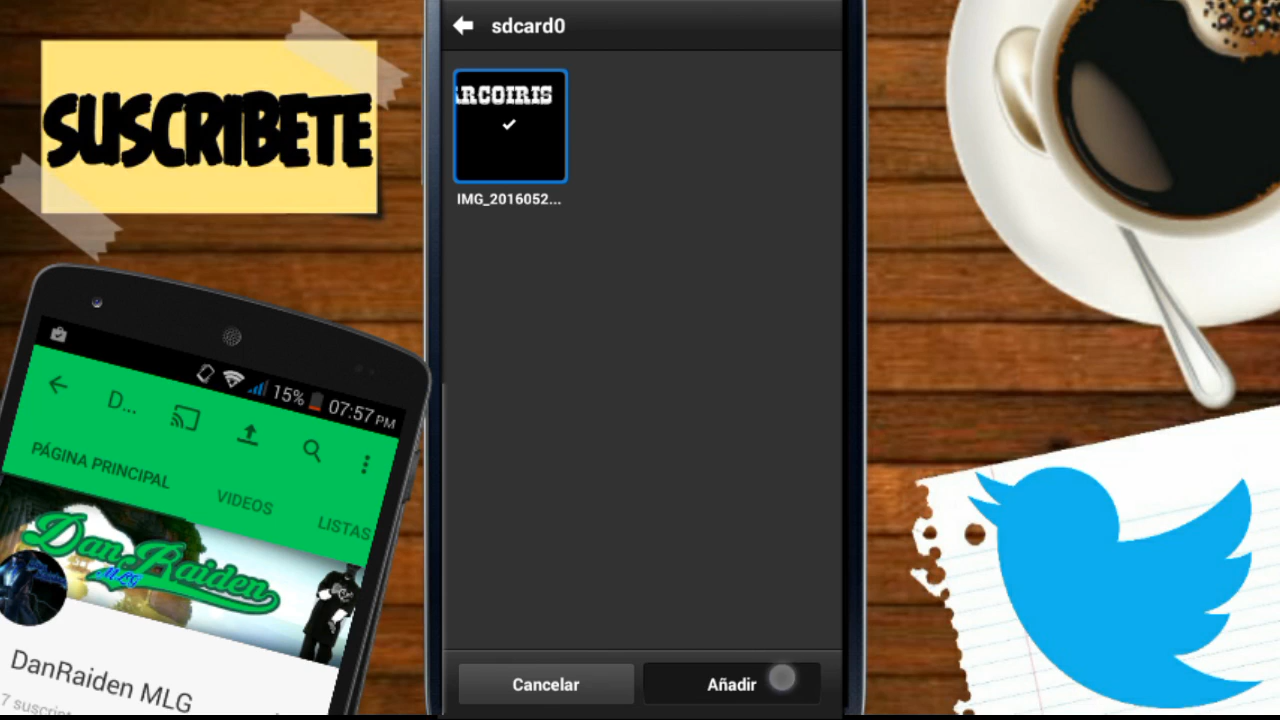 SUSCRIBETE
sdcard0
ARCOIRIS
IMG_2016052...
Cancelar
Añadir
15%
07:57 PM
D...
PÁGINA PRINCIPAL
VIDEOS
LISTAS
DanRaiden
MLG
DanRaiden MLG